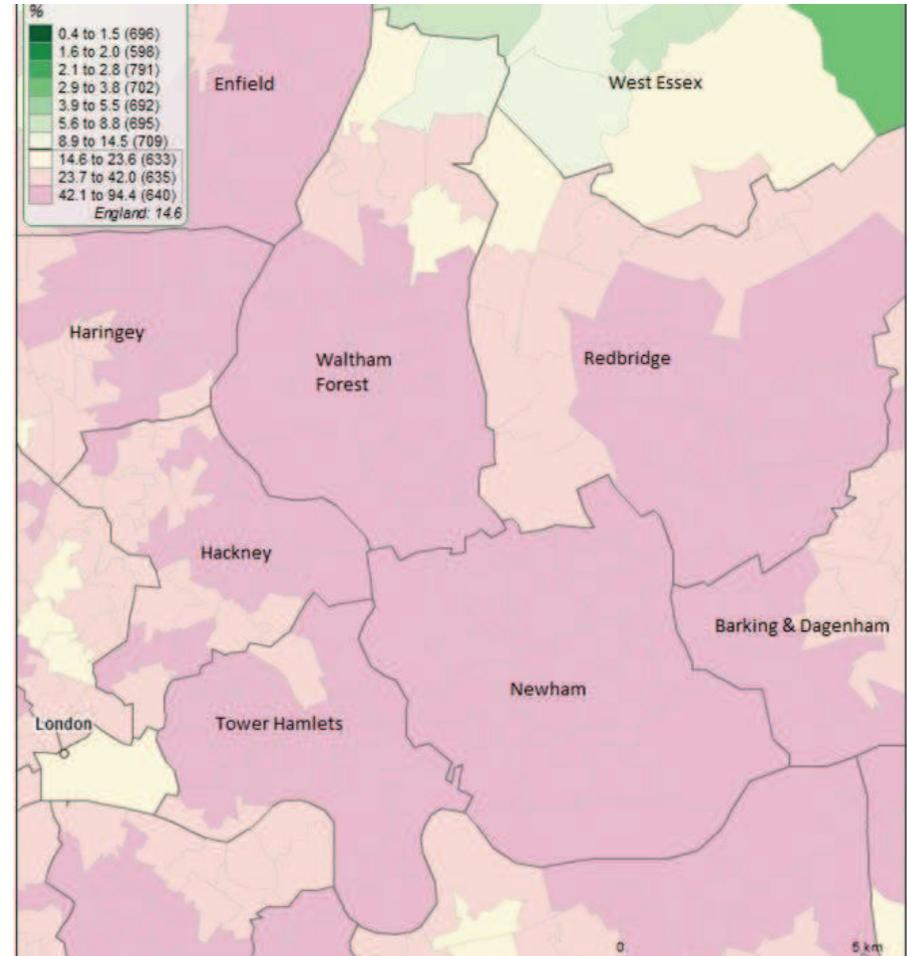 %
0.4 to 1.5 (696)
1.6 to 2.0 (598)
2.1 to 2.8 (791)
2.9 to 3.8 (702)
3.9 to 5.5 (692)
5.6 to 8.8 (695)
8.9 to 14.5 (709)
14.6 to 23.6 (633)
23.7 to 42.0 (635)
42.1 to 94.4 (640)
England: 14.6
Enfield
West Essex
Haringey
Waltham
Forest
Redbridge
Hackney
Barking & Dagenham
Newham
London
Tower Hamlets
0
5 km